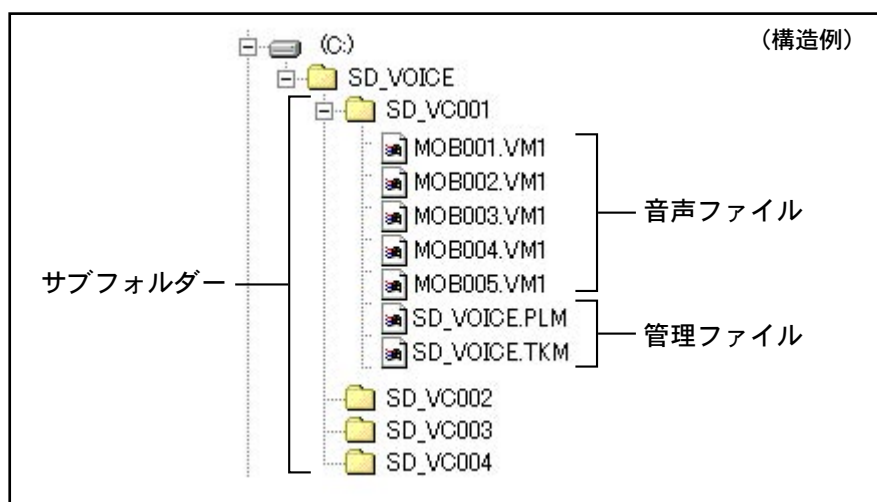 （構造例）
(C:)
SD_VOICE
SD_VC001
MOB001.VM1
MOB002.VM1
MOB003.VM1
MOB004.VM1
MOB005.VM1
音声ファイル
サブフォルダー
SD_VOICE.PLM
SD_VOICE.TKM
管理ファイル
SD_VC002
SD_VC003
SD_VC004